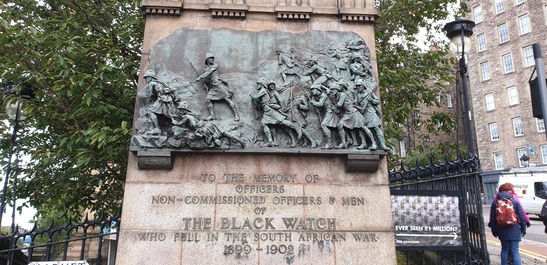 TO THE MEMORY OF
OFFICERS
NON-COMMISSIONED OFFICERS & MEN
OF
THE BLACK WATCH
WHO FELL IN THE SOUTH AFRICAN WAR
1899-1902
EVER SEEN £1 MILLION?